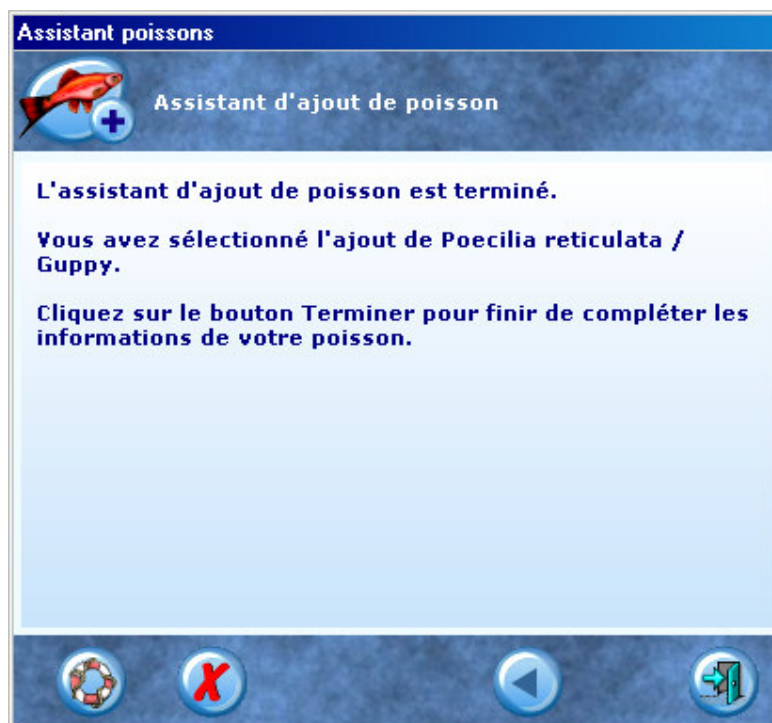 Assistant poissons
Assistant d'ajout de poisson
L'assistant d'ajout de poisson est terminé.
Vous avez sélectionné l'ajout de Poecilia reticulata /
Guppy.
Cliquez sur le bouton Terminer pour finir de compléter les
informations de votre poisson.